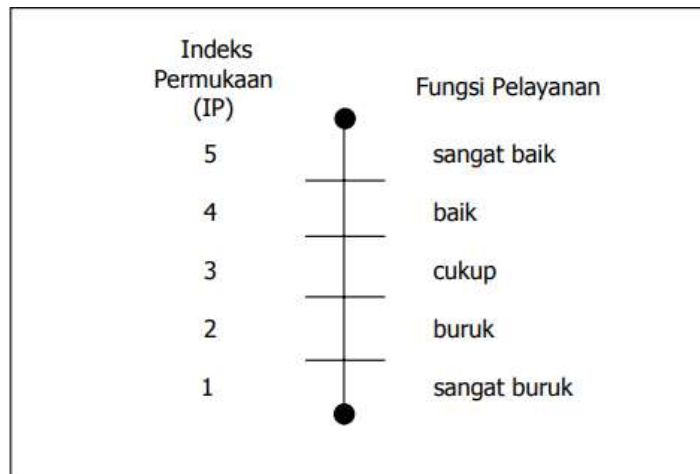 Indeks
Permukaan
(IP)
Fungsi Pelayanan
5 sangat baik
4 baik
3 cukup
2 buruk
1 sangat buruk